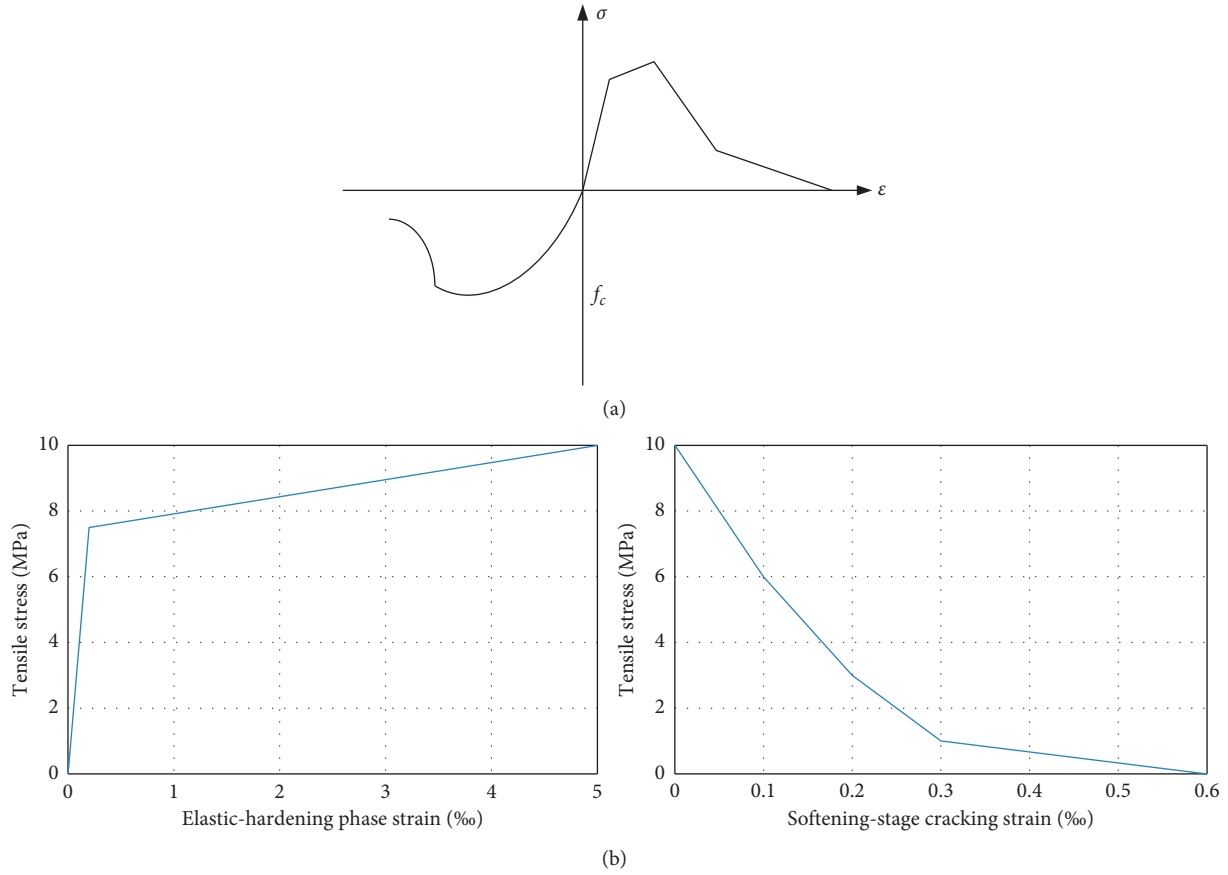 σ
ε
f_c
(a)
10
8
6
4
2
0
Tensile stress (MPa)
0 1 2 3 4 5
Elastic-hardening phase strain (‰)
10
8
6
4
2
0
Tensile stress (MPa)
0 0.1 0.2 0.3 0.4 0.5 0.6
Softening-stage cracking strain (‰)
(b)